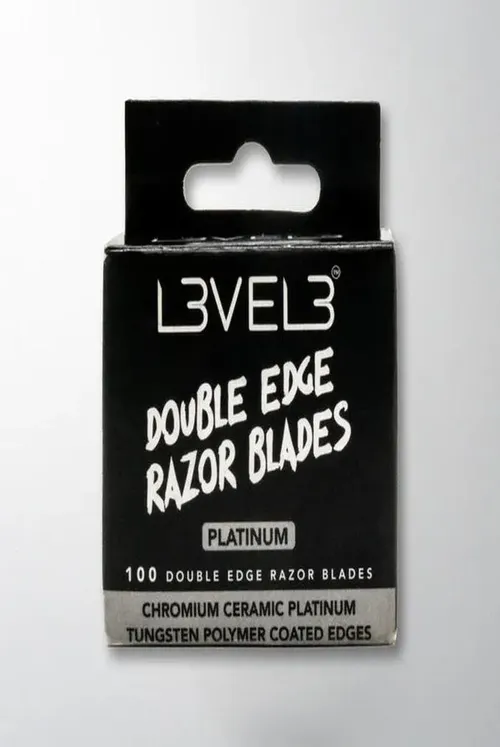 L3VEL3™
DOUBLE EDGE
RAZOR BLADES
PLATINUM
100 DOUBLE EDGE RAZOR BLADES
CHROMIUM CERAMIC PLATINUM
TUNGSTEN POLYMER COATED EDGES